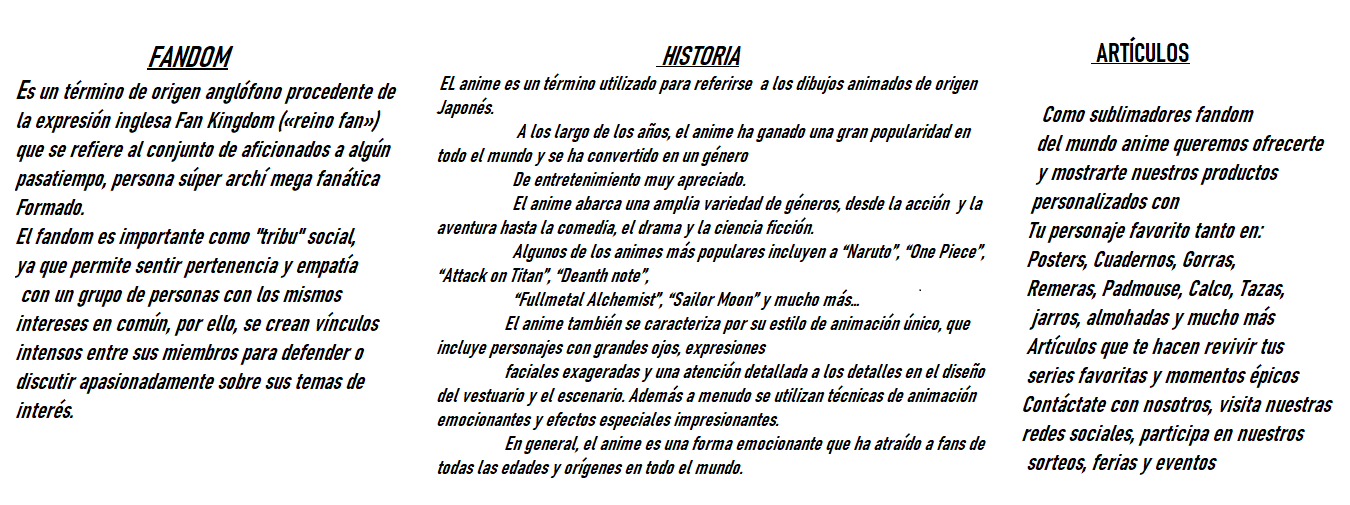 FANDOM
Es un término de origen anglófono procedente de
la expresión inglesa Fan Kingdom («reino fan»)
que se refiere al conjunto de aficionados a algún
pasatiempo, persona súper archí mega fanática
Formado.
El fandom es importante como "tribu" social,
ya que permite sentir pertenencia y empatía
con un grupo de personas con los mismos
intereses en común, por ello, se crean vínculos
intensos entre sus miembros para defender o
discutir apasionadamente sobre sus temas de
interés.
HISTORIA
EL anime es un término utilizado para referirse a los dibujos animados de origen
Japonés.
A los largo de los años, el anime ha ganado una gran popularidad en
todo el mundo y se ha convertido en un género
De entretenimiento muy apreciado.
El anime abarca una amplia variedad de géneros, desde la acción y la
aventura hasta la comedia, el drama y la ciencia ficción.
Algunos de los animes más populares incluyen a “Naruto”, “One Piece”,
“Attack on Titan”, “Deanth note”,
“Fullmetal Alchemist”, “Sailor Moon” y mucho más...
El anime también se caracteriza por su estilo de animación único, que
incluye personajes con grandes ojos, expresiones
faciales exageradas y una atención detallada a los detalles en el diseño
del vestuario y el escenario. Además a menudo se utilizan técnicas de animación
emocionantes y efectos especiales impresionantes.
En general, el anime es una forma emocionante que ha atraído a fans de
todas las edades y orígenes en todo el mundo.
ARTÍCULOS
Como sublimadores fandom
del mundo anime queremos ofrecerte
y mostrarte nuestros productos
personalizados con
Tu personaje favorito tanto en:
Posters, Cuadernos, Gorras,
Remeras, Padmouse, Calco, Tazas,
jarros, almohadas y mucho más
Artículos que te hacen revivir tus
series favoritas y momentos épicos
Contáctate con nosotros, visita nuestras
redes sociales, participa en nuestros
sorteos, ferias y eventos